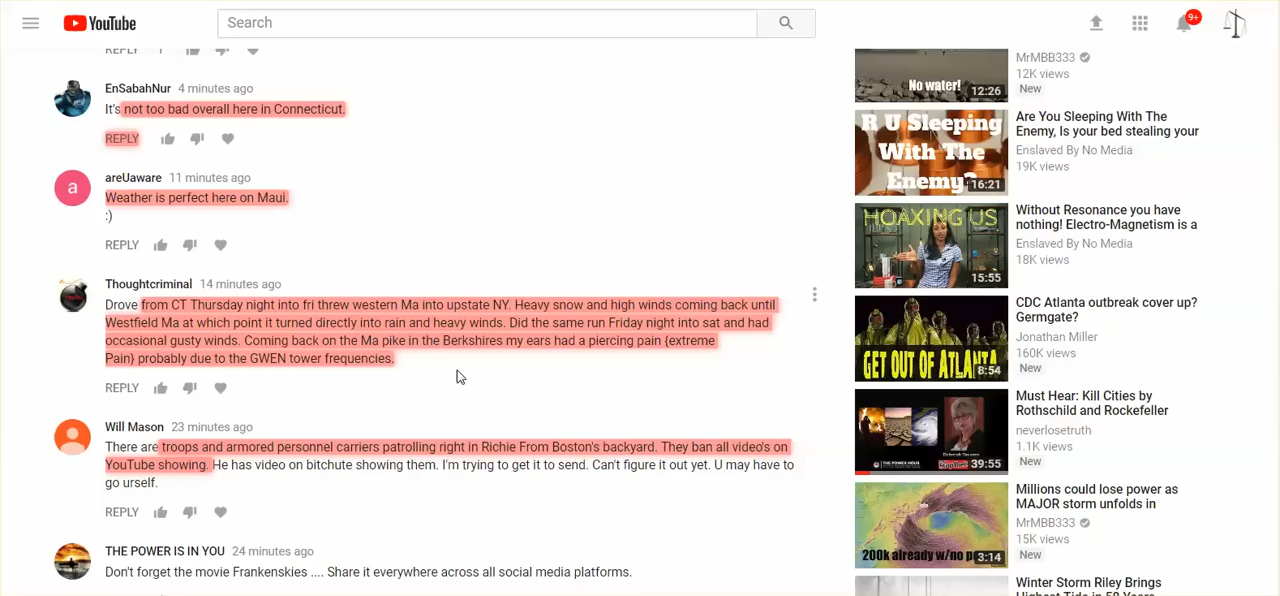 YouTube
Search
9+
REPLY 1
EnSabahNur 4 minutes ago
It's not too bad overall here in Connecticut.
REPLY
a
areUaware 11 minutes ago
Weather is perfect here on Maui.
:)
REPLY
Thoughtcriminal 14 minutes ago
Drove from CT Thursday night into fri threw western Ma into upstate NY. Heavy snow and high winds coming back until
Westfield Ma at which point it turned directly into rain and heavy winds. Did the same run Friday night into sat and had
occasional gusty winds. Coming back on the Ma pike in the Berkshires my ears had a piercing pain {extreme
Pain} probably due to the GWEN tower frequencies.
REPLY
Will Mason 23 minutes ago
There are troops and armored personnel carriers patrolling right in Richie From Boston's backyard. They ban all video's on
YouTube showing. He has video on bitchute showing them. I'm trying to get it to send. Can't figure it out yet. U may have to
go urself.
REPLY
THE POWER IS IN YOU 24 minutes ago
Don't forget the movie Frankenskies .... Share it everywhere across all social media platforms.
No water!
12:26
MrMBB333
12K views
New
R U Sleeping
With The
Enemy?
16:21
Are You Sleeping With The
Enemy, Is your bed stealing your
Enslaved By No Media
19K views
HOAXING US
15:55
Without Resonance you have
nothing! Electro-Magnetism is a
Enslaved By No Media
18K views
GET OUT OF ATLANTA
8:54
CDC Atlanta outbreak cover up?
Germgate?
Jonathan Miller
160K views
New
THE POWER HOUR
39:55
Must Hear: Kill Cities by
Rothschild and Rockefeller
neverlosetruth
1.1K views
New
200k already w/no
3:14
Millions could lose power as
MAJOR storm unfolds in
MrMBB333
15K views
New
Winter Storm Riley Brings
Highest Tide in 58 Years